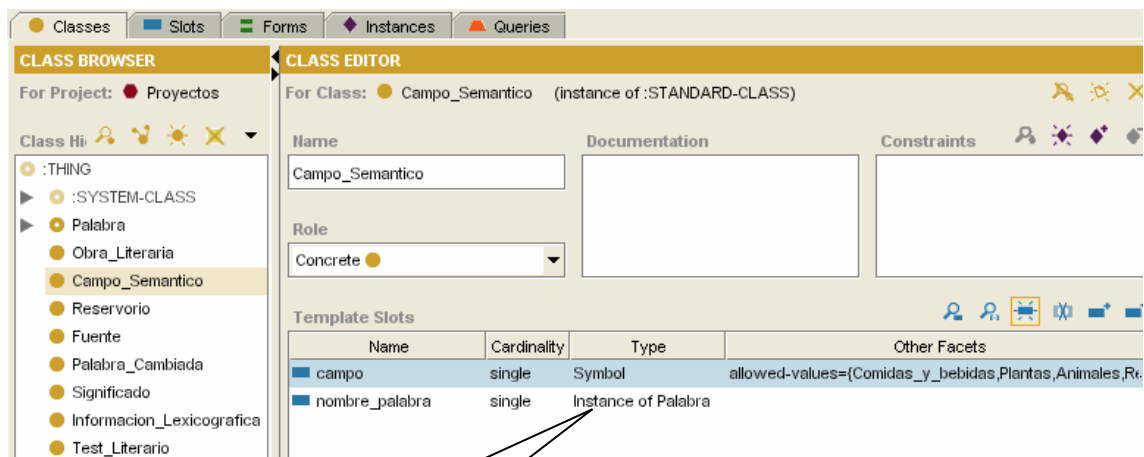 Classes Slots Forms Instances Queries
CLASS BROWSER
For Project: Proyectos
Class Hi
:THING
:SYSTEM-CLASS
Palabra
Obra_Literaria
Campo_Semantico
Reservorio
Fuente
Palabra_Cambiada
Significado
Informacion_Lexicografica
Test_Literario
CLASS EDITOR
For Class: Campo_Semantico (instance of :STANDARD-CLASS)
Name
Campo_Semantico
Role
Concrete
Documentation
Constraints
Template Slots
Name Cardinality Type Other Facets
campo single Symbol allowed-values={Comidas_y_bebidas,Plantas,Animales,Re
nombre_palabra single Instance of Palabra